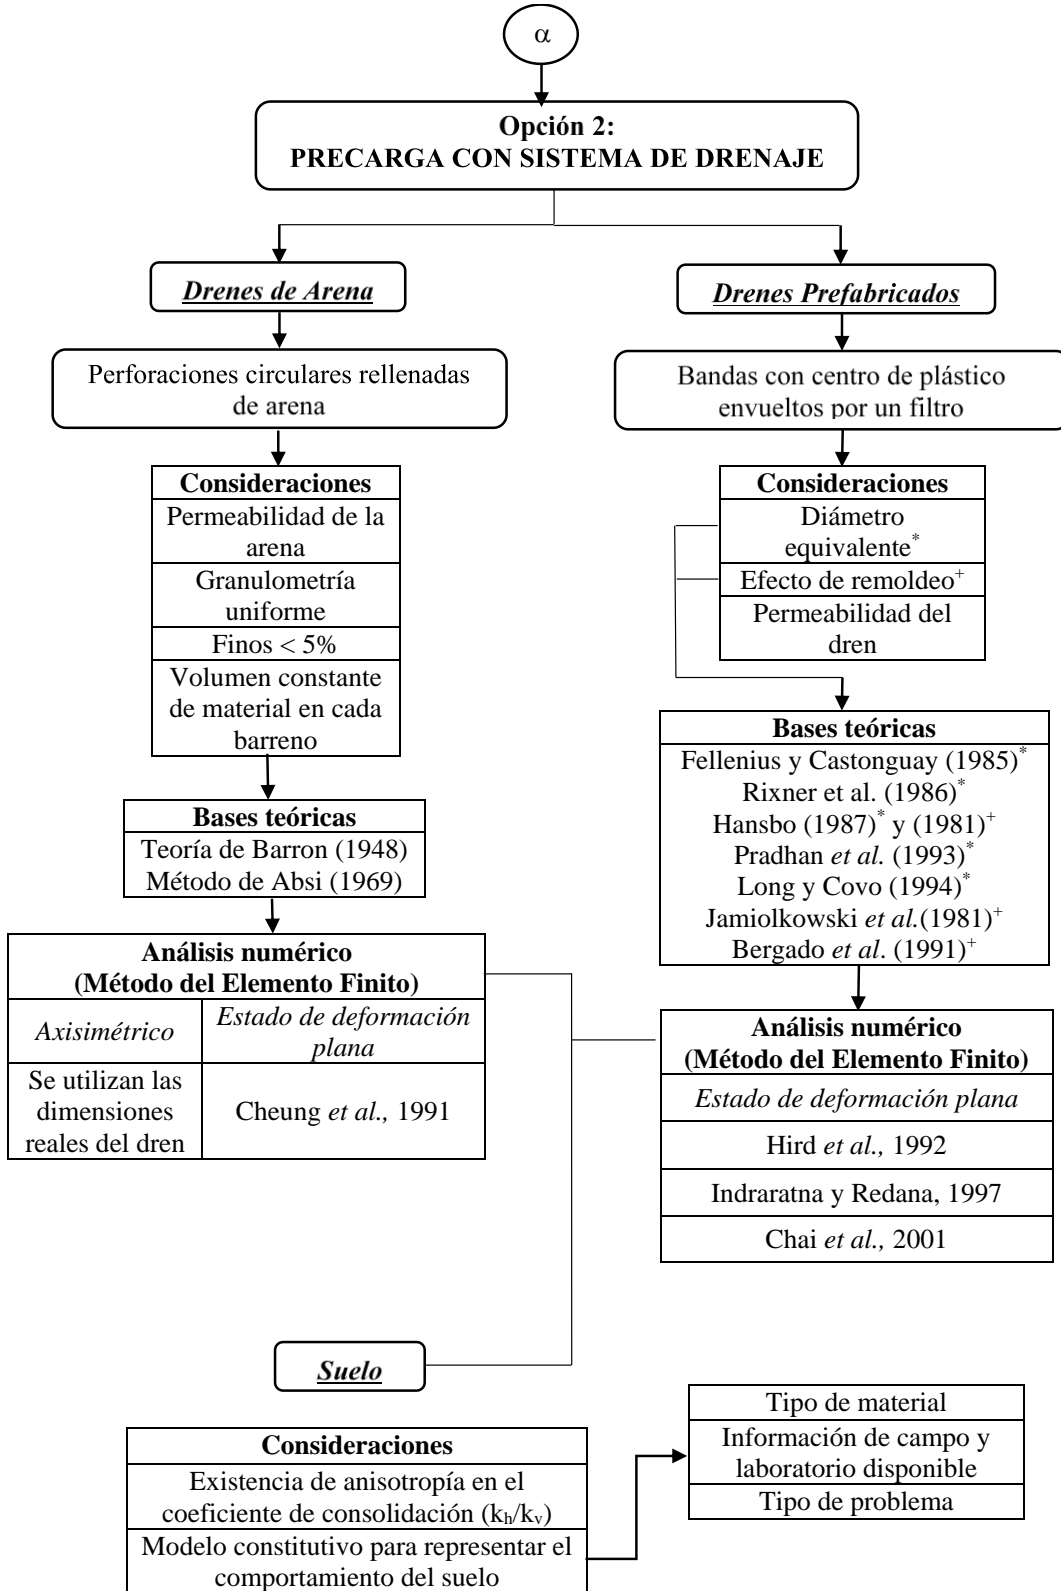 α
Opción 2:
PRECARGA CON SISTEMA DE DRENAJE
Drenes de Arena
Perforaciones circulares rellenadas
de arena
Consideraciones
Permeabilidad de la
arena
Granulometría
uniforme
Finos < 5%
Volumen constante
de material en cada
barreno
Bases teóricas
Teoría de Barron (1948)
Método de Absi (1969)
Análisis numérico
(Método del Elemento Finito)
Axisimétrico
Estado de deformación
plana
Se utilizan las
dimensiones
reales del dren
Cheung et al., 1991
Drenes Prefabricados
Bandas con centro de plástico
envueltos por un filtro
Consideraciones
Diámetro
equivalente*
Efecto de remoldeo+
Permeabilidad del
dren
Bases teóricas
Fellenius y Castonguay (1985)*
Rixner et al. (1986)*
Hansbo (1987)* y (1981)+
Pradhan et al. (1993)*
Long y Covo (1994)*
Jamiolkowski et al.(1981)+
Bergado et al. (1991)+
Análisis numérico
(Método del Elemento Finito)
Estado de deformación plana
Hird et al., 1992
Indraratna y Redana, 1997
Chai et al., 2001
Suelo
Consideraciones
Existencia de anisotropía en el
coeficiente de consolidación (kh/kv)
Modelo constitutivo para representar el
comportamiento del suelo
Tipo de material
Información de campo y
laboratorio disponible
Tipo de problema